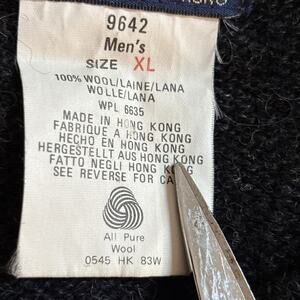 9642
Men's
SIZE XL
100% WOOL/LAINE/LANA
WOLLE/LANA
WPL 6635
MADE IN HONG KONG
FABRIQUE A HONG KONG
HECHO EN HONG KONG
HERGESTELLT AUS HONG KONG
FATTO NEGLI HONG
SEE REVERSE FOR
All Pure
Wool
0545 HK 83W